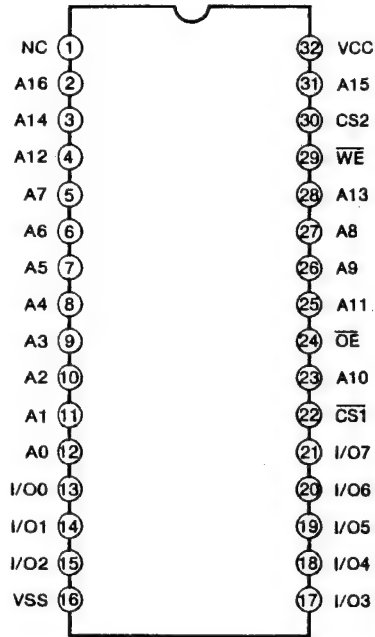 NC 1 32 VCC
A16 2 31 A15
A14 3 30 CS2
A12 4 29 W̅E̅
A7 5 28 A13
A6 6 27 A8
A5 7 26 A9
A4 8 25 A11
A3 9 24 O̅E̅
A2 10 23 A10
A1 11 22 C̅S̅1̅
A0 12 21 I/O7
I/O0 13 20 I/O6
I/O1 14 19 I/O5
I/O2 15 18 I/O4
VSS 16 17 I/O3